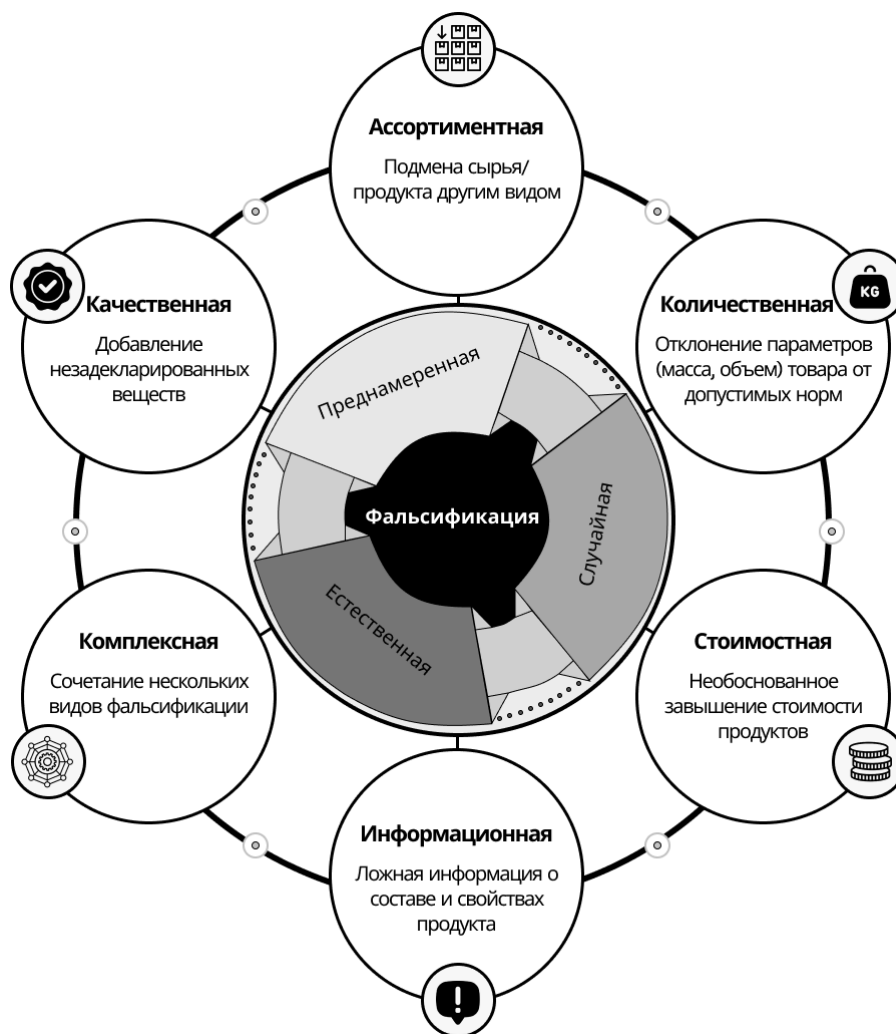 Ассортиментная
Подмена сырья/
продукта другим видом
Качественная
Добавление
незадекларированных
веществ
KG
Количественная
Отклонение параметров
(масса, объем) товара от
допустимых норм
Преднамеренная
Случайная
Естественная
Фальсификация
Комплексная
Сочетание нескольких
видов фальсификации
Стоимостная
Необоснованное
завышение стоимости
продуктов
Информационная
Ложная информация о
составе и свойствах
продукта